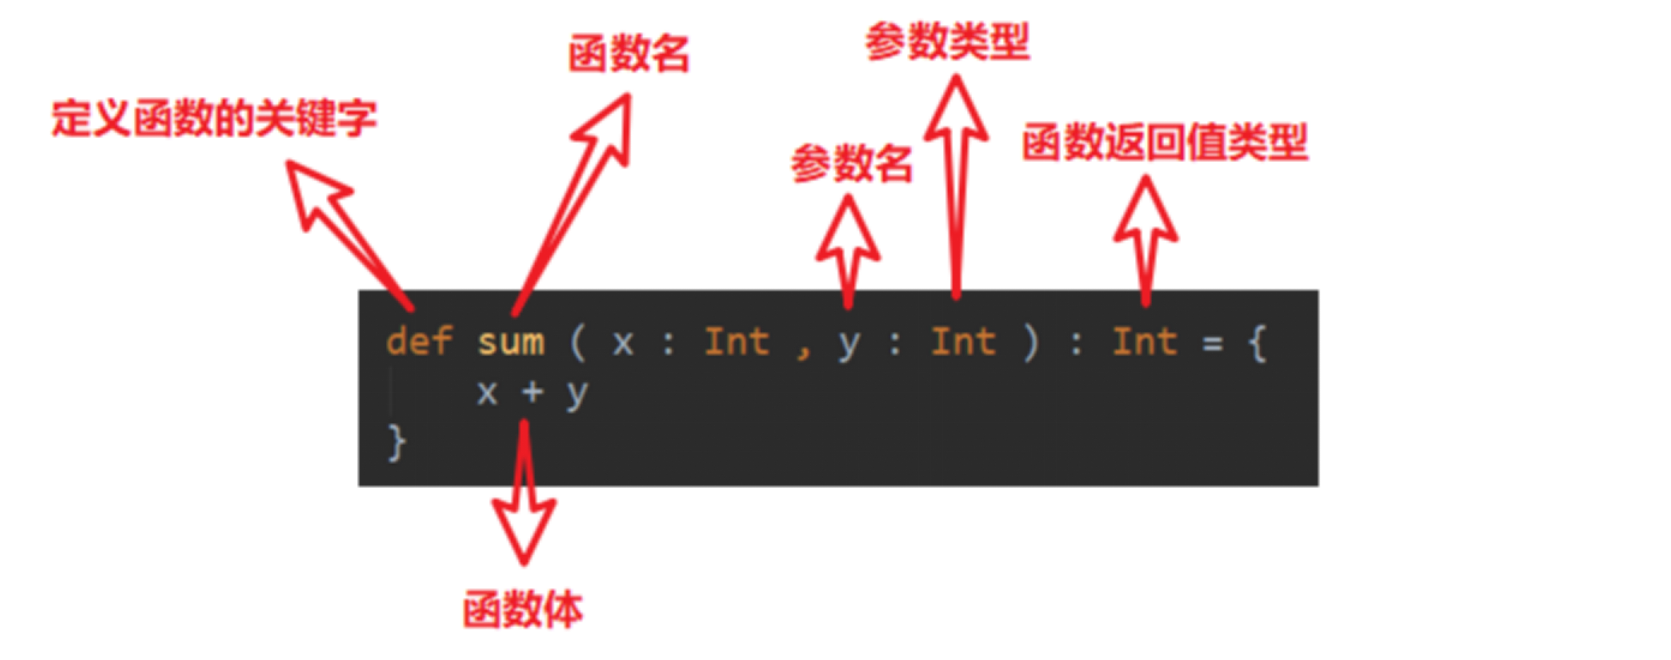 参数类型
函数名
定义函数的关键字
函数返回值类型
参数名
def sum ( x : Int , y : Int ) : Int = {
x + y
}
函数体